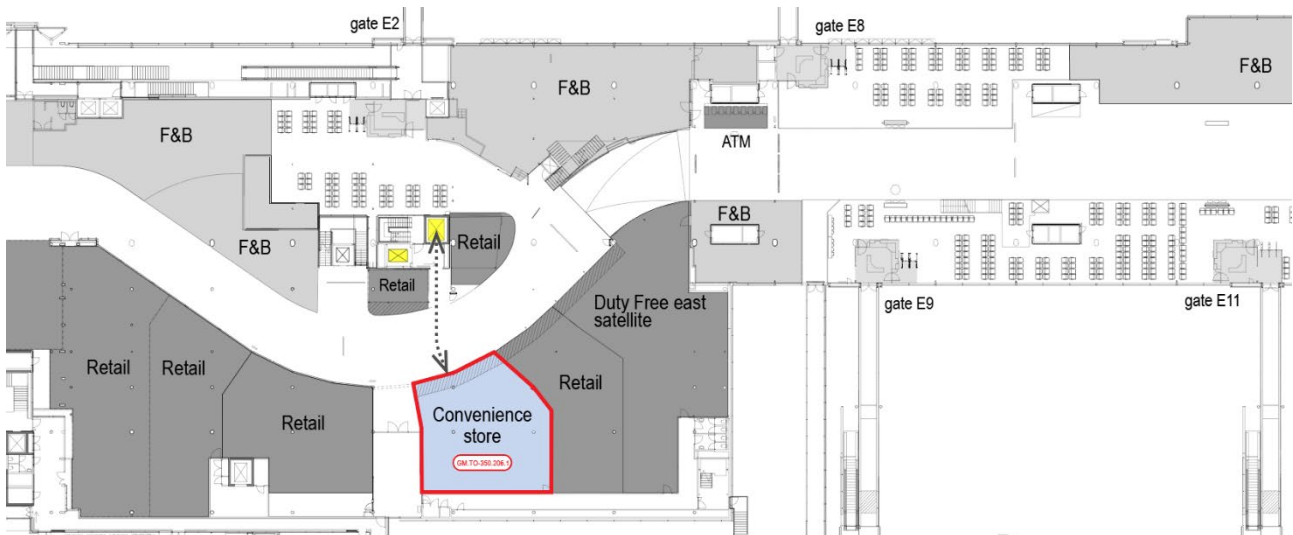 gate E2
gate E8
F&B
F&B
F&B
ATM
F&B
F&B
Retail
Retail
Duty Free east
satellite
gate E9
gate E11
Retail
Retail
Retail
Convenience
store
Retail
GM.TO-350.206.1